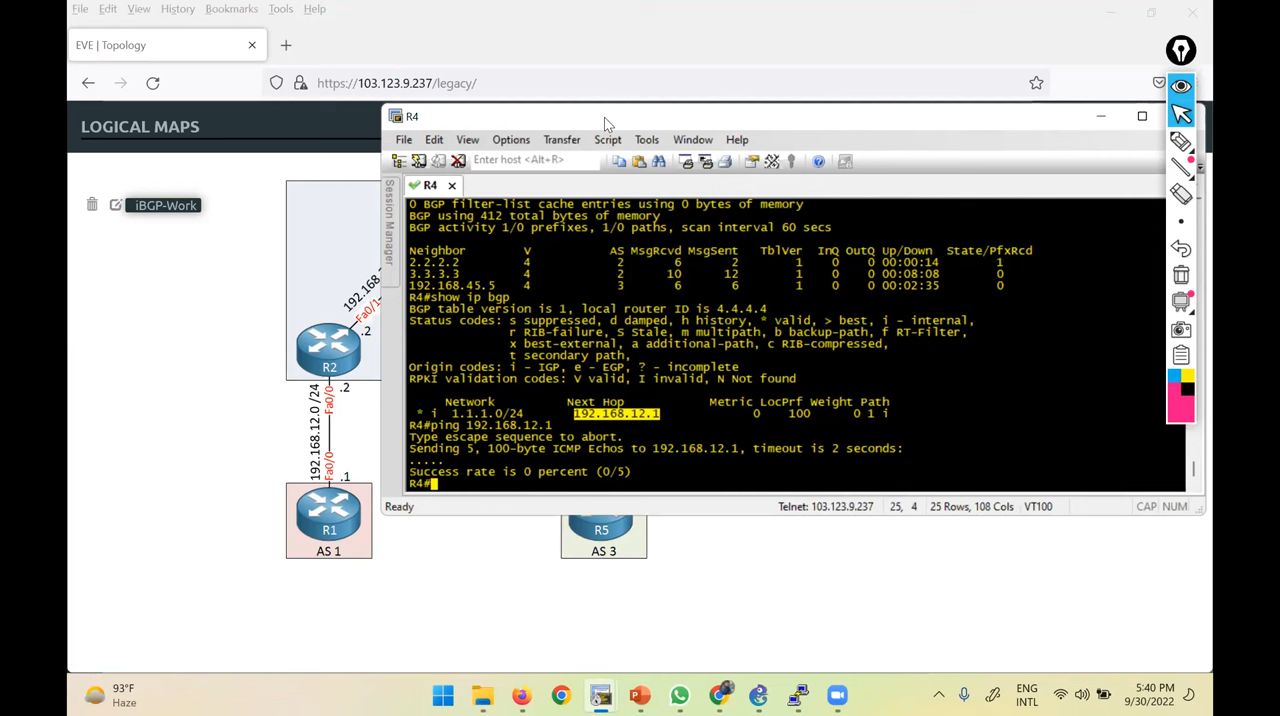 File Edit View History Bookmarks Tools Help
EVE | Topology
https://103.123.9.237/legacy/
LOGICAL MAPS
iBGP-Work
R4
File Edit View Options Transfer Script Tools Window Help
Enter host <Alt+R>
R4
Session Manager
0 BGP filter-list cache entries using 0 bytes of memory
BGP using 412 total bytes of memory
BGP activity 1/0 prefixes, 1/0 paths, scan interval 60 secs
Neighbor V AS MsgRcvd MsgSent TblVer InQ OutQ Up/Down State/PfxRcd
2.2.2.2 4 2 6 2 1 0 0 00:00:14 1
3.3.3.3 4 2 10 12 1 0 0 00:08:08 0
192.168.45.5 4 3 6 6 1 0 0 00:02:35 0
R4#show ip bgp
BGP table version is 1, local router ID is 4.4.4.4
Status codes: s suppressed, d damped, h history, * valid, > best, i - internal,
r RIB-failure, S Stale, m multipath, b backup-path, f RT-Filter,
x best-external, a additional-path, c RIB-compressed,
t secondary path,
Origin codes: i - IGP, e - EGP, ? - incomplete
RPKI validation codes: V valid, I invalid, N Not found
Network Next Hop Metric LocPrf Weight Path
* i 1.1.1.0/24 192.168.12.1 0 100 0 1 i
R4#ping 192.168.12.1
Type escape sequence to abort.
Sending 5, 100-byte ICMP Echos to 192.168.12.1, timeout is 2 seconds:
.....
Success rate is 0 percent (0/5)
R4#
Ready Telnet: 103.123.9.237 25, 4 25 Rows, 108 Cols VT100 CAP NUM
192.168.
Fa0/1
.2
R2
.2
Fa0/0
192.168.12.0 /24
Fa0/0
.1
R1
AS 1
R5
AS 3
93°F
Haze
ENG
INTL
5:40 PM
9/30/2022